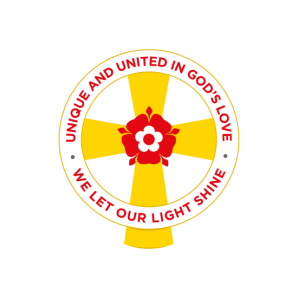 UNIQUE AND UNITED IN GOD'S LOVE
WE LET OUR LIGHT SHINE